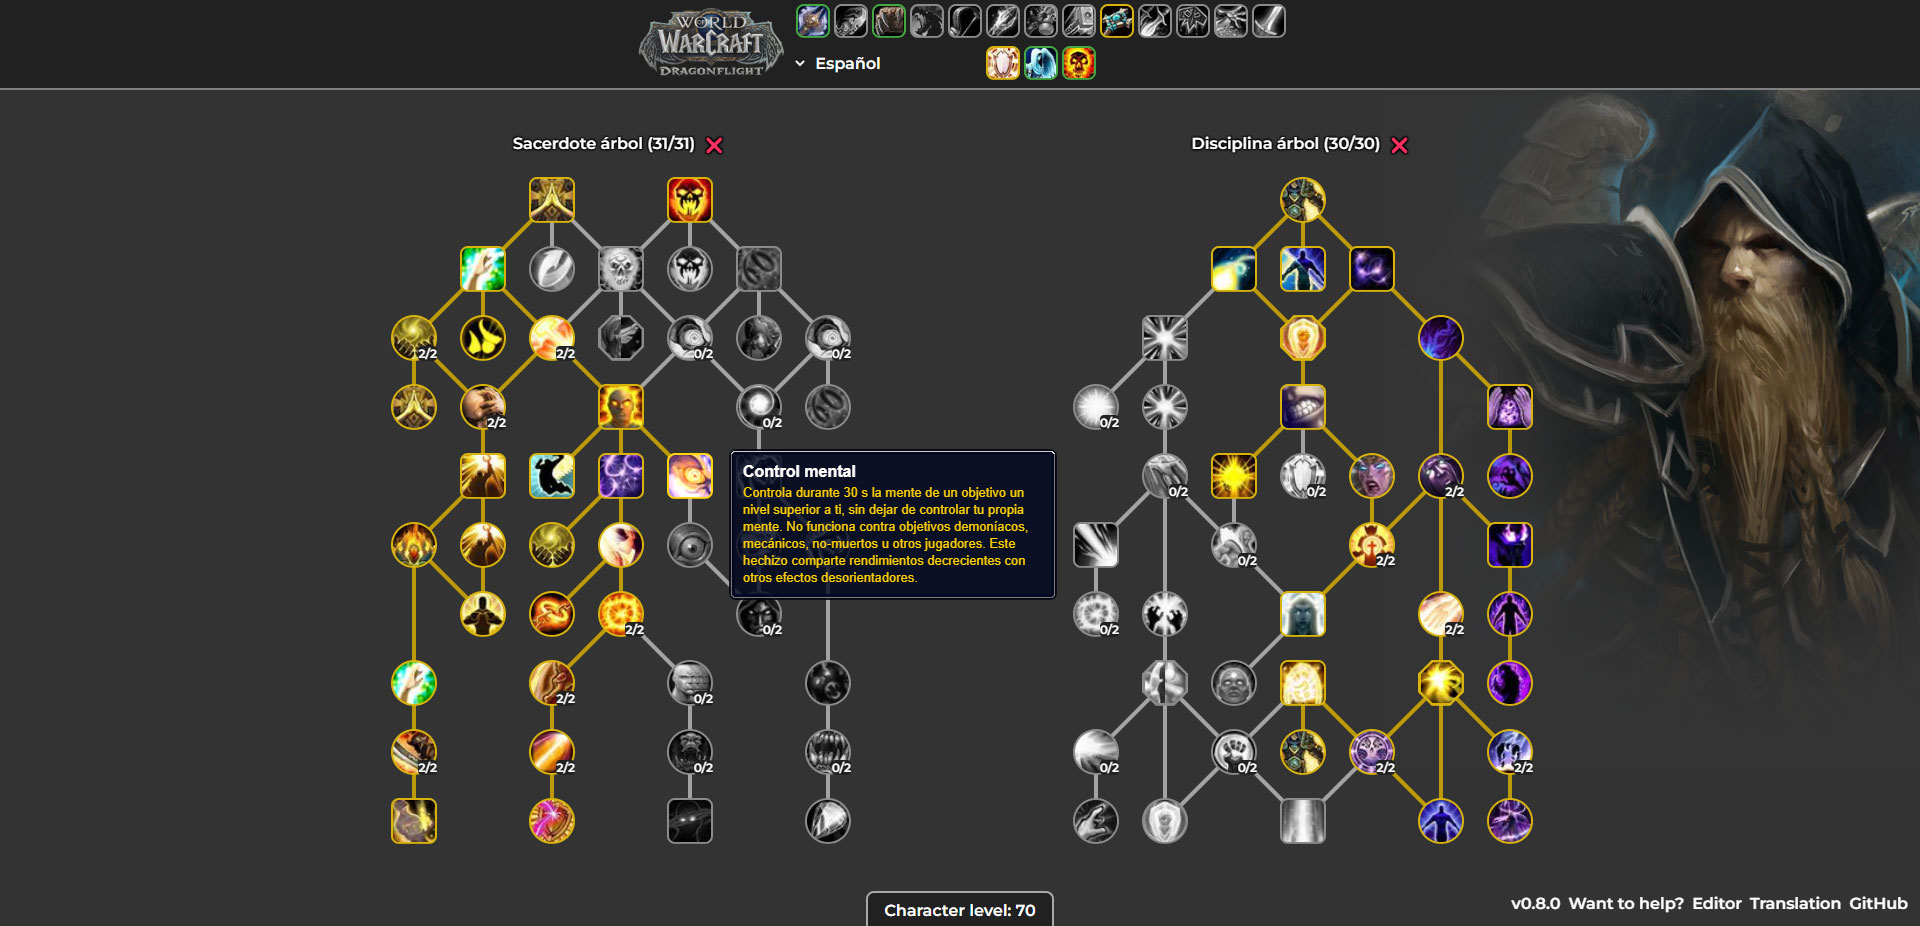 WORLD
WARCRAFT
DRAGONFLIGHT
Español
Sacerdote árbol (31/31)
Disciplina árbol (30/30)
2/2
2/2
0/2
0/2
2/2
0/2
0/2
Control mental
Controla durante 30 s la mente de un objetivo un
nivel superior a ti, sin dejar de controlar tu propia
mente. No funciona contra objetivos demoníacos,
mecánicos, no-muertos u otros jugadores. Este
hechizo comparte rendimientos decrecientes con
otros efectos desorientadores.
0/2
0/2
2/2
0/2
2/2
2/2
0/2
0/2
2/2
2/2
0/2
2/2
2/2
0/2
0/2
0/2
0/2
2/2
2/2
Character level: 70
v0.8.0 Want to help? Editor Translation GitHub